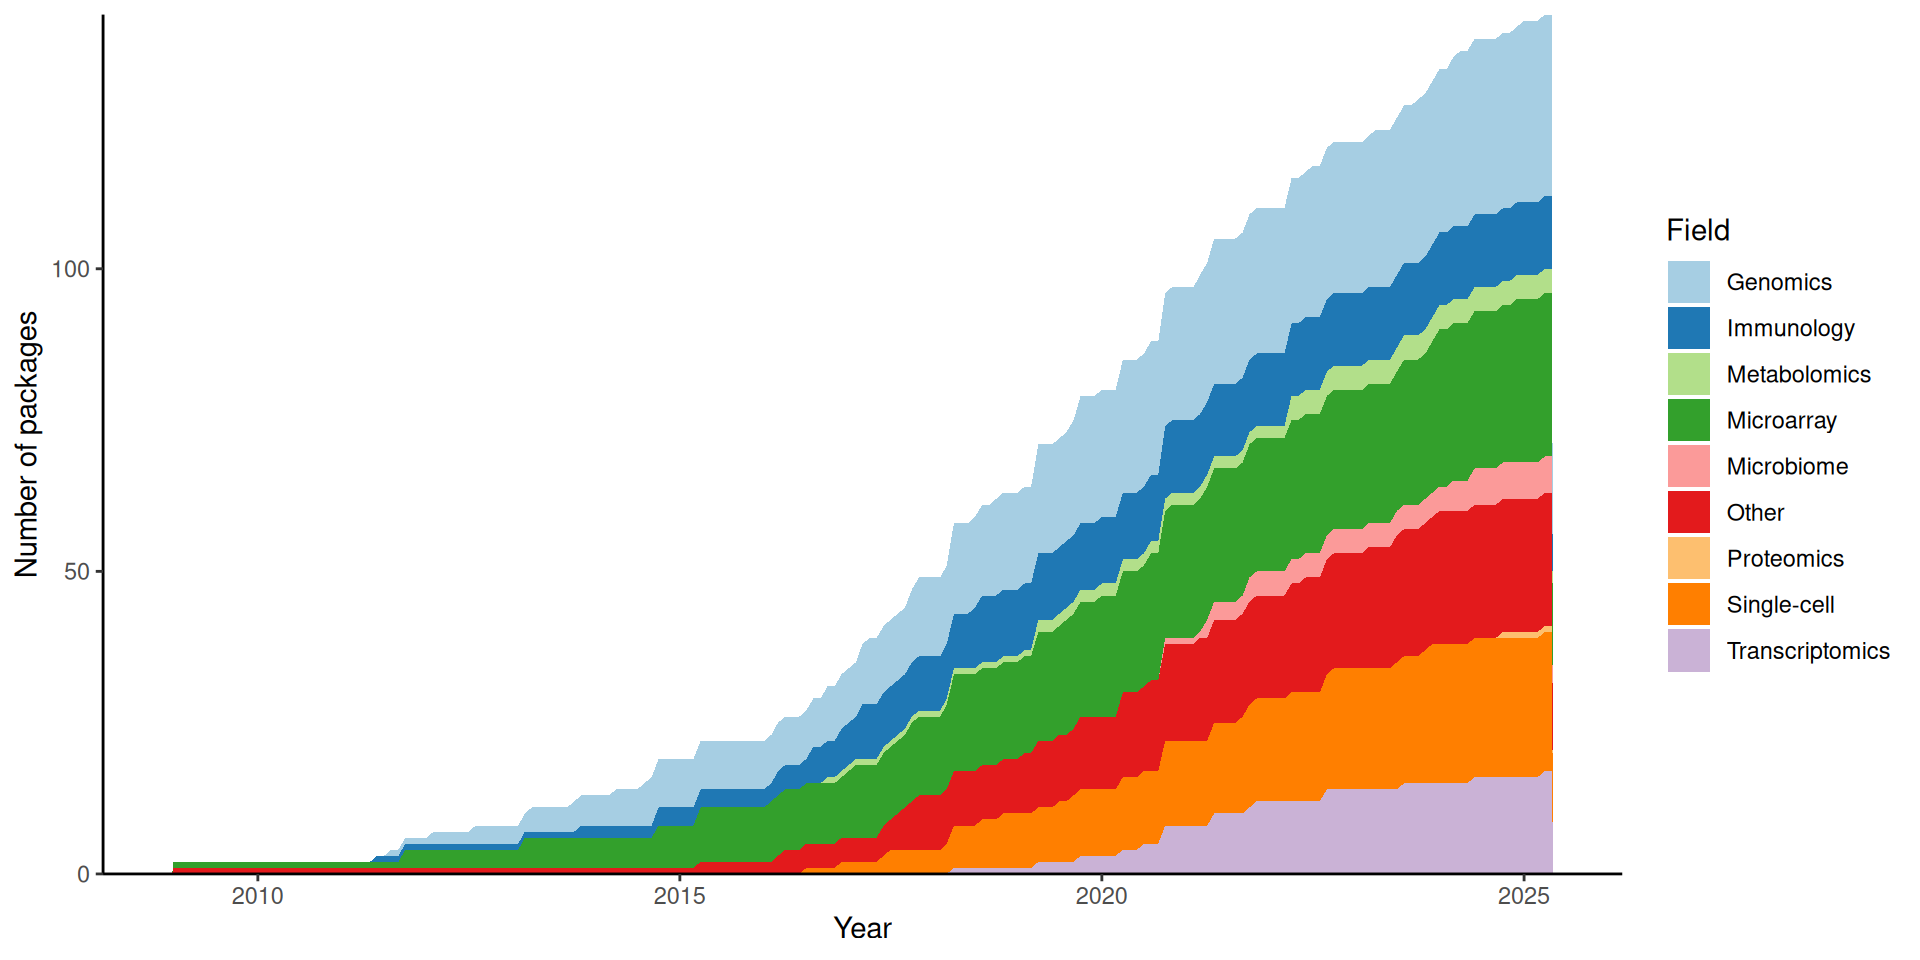 100
50
0
Number of packages
2010
2015
2020
2025
Year
Field
Genomics
Immunology
Metabolomics
Microarray
Microbiome
Other
Proteomics
Single-cell
Transcriptomics